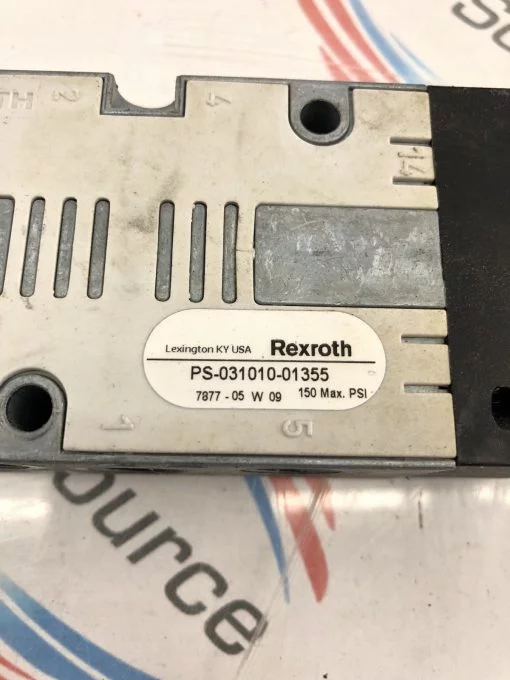 So
TH
2
4
14
Lexington KY USA Rexroth
PS-031010-01355
7877 - 05 W 09 150 Max. PSI
1
5
ource